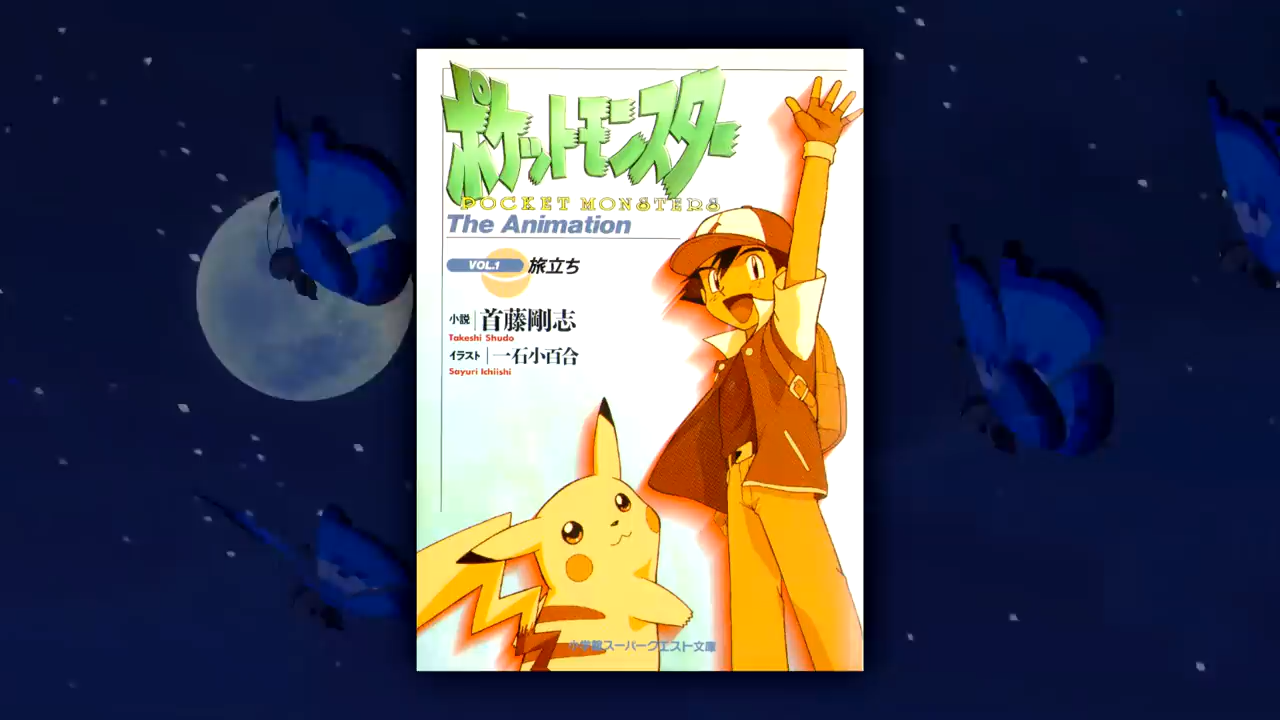 ポケットモンスター
POCKET MONSTERS
The Animation
VOL.1 旅立ち
小説 首藤剛志
Takeshi Shudo
イラスト 一石小百合
Sayuri Ichiishi
小学館スーパークエスト文庫